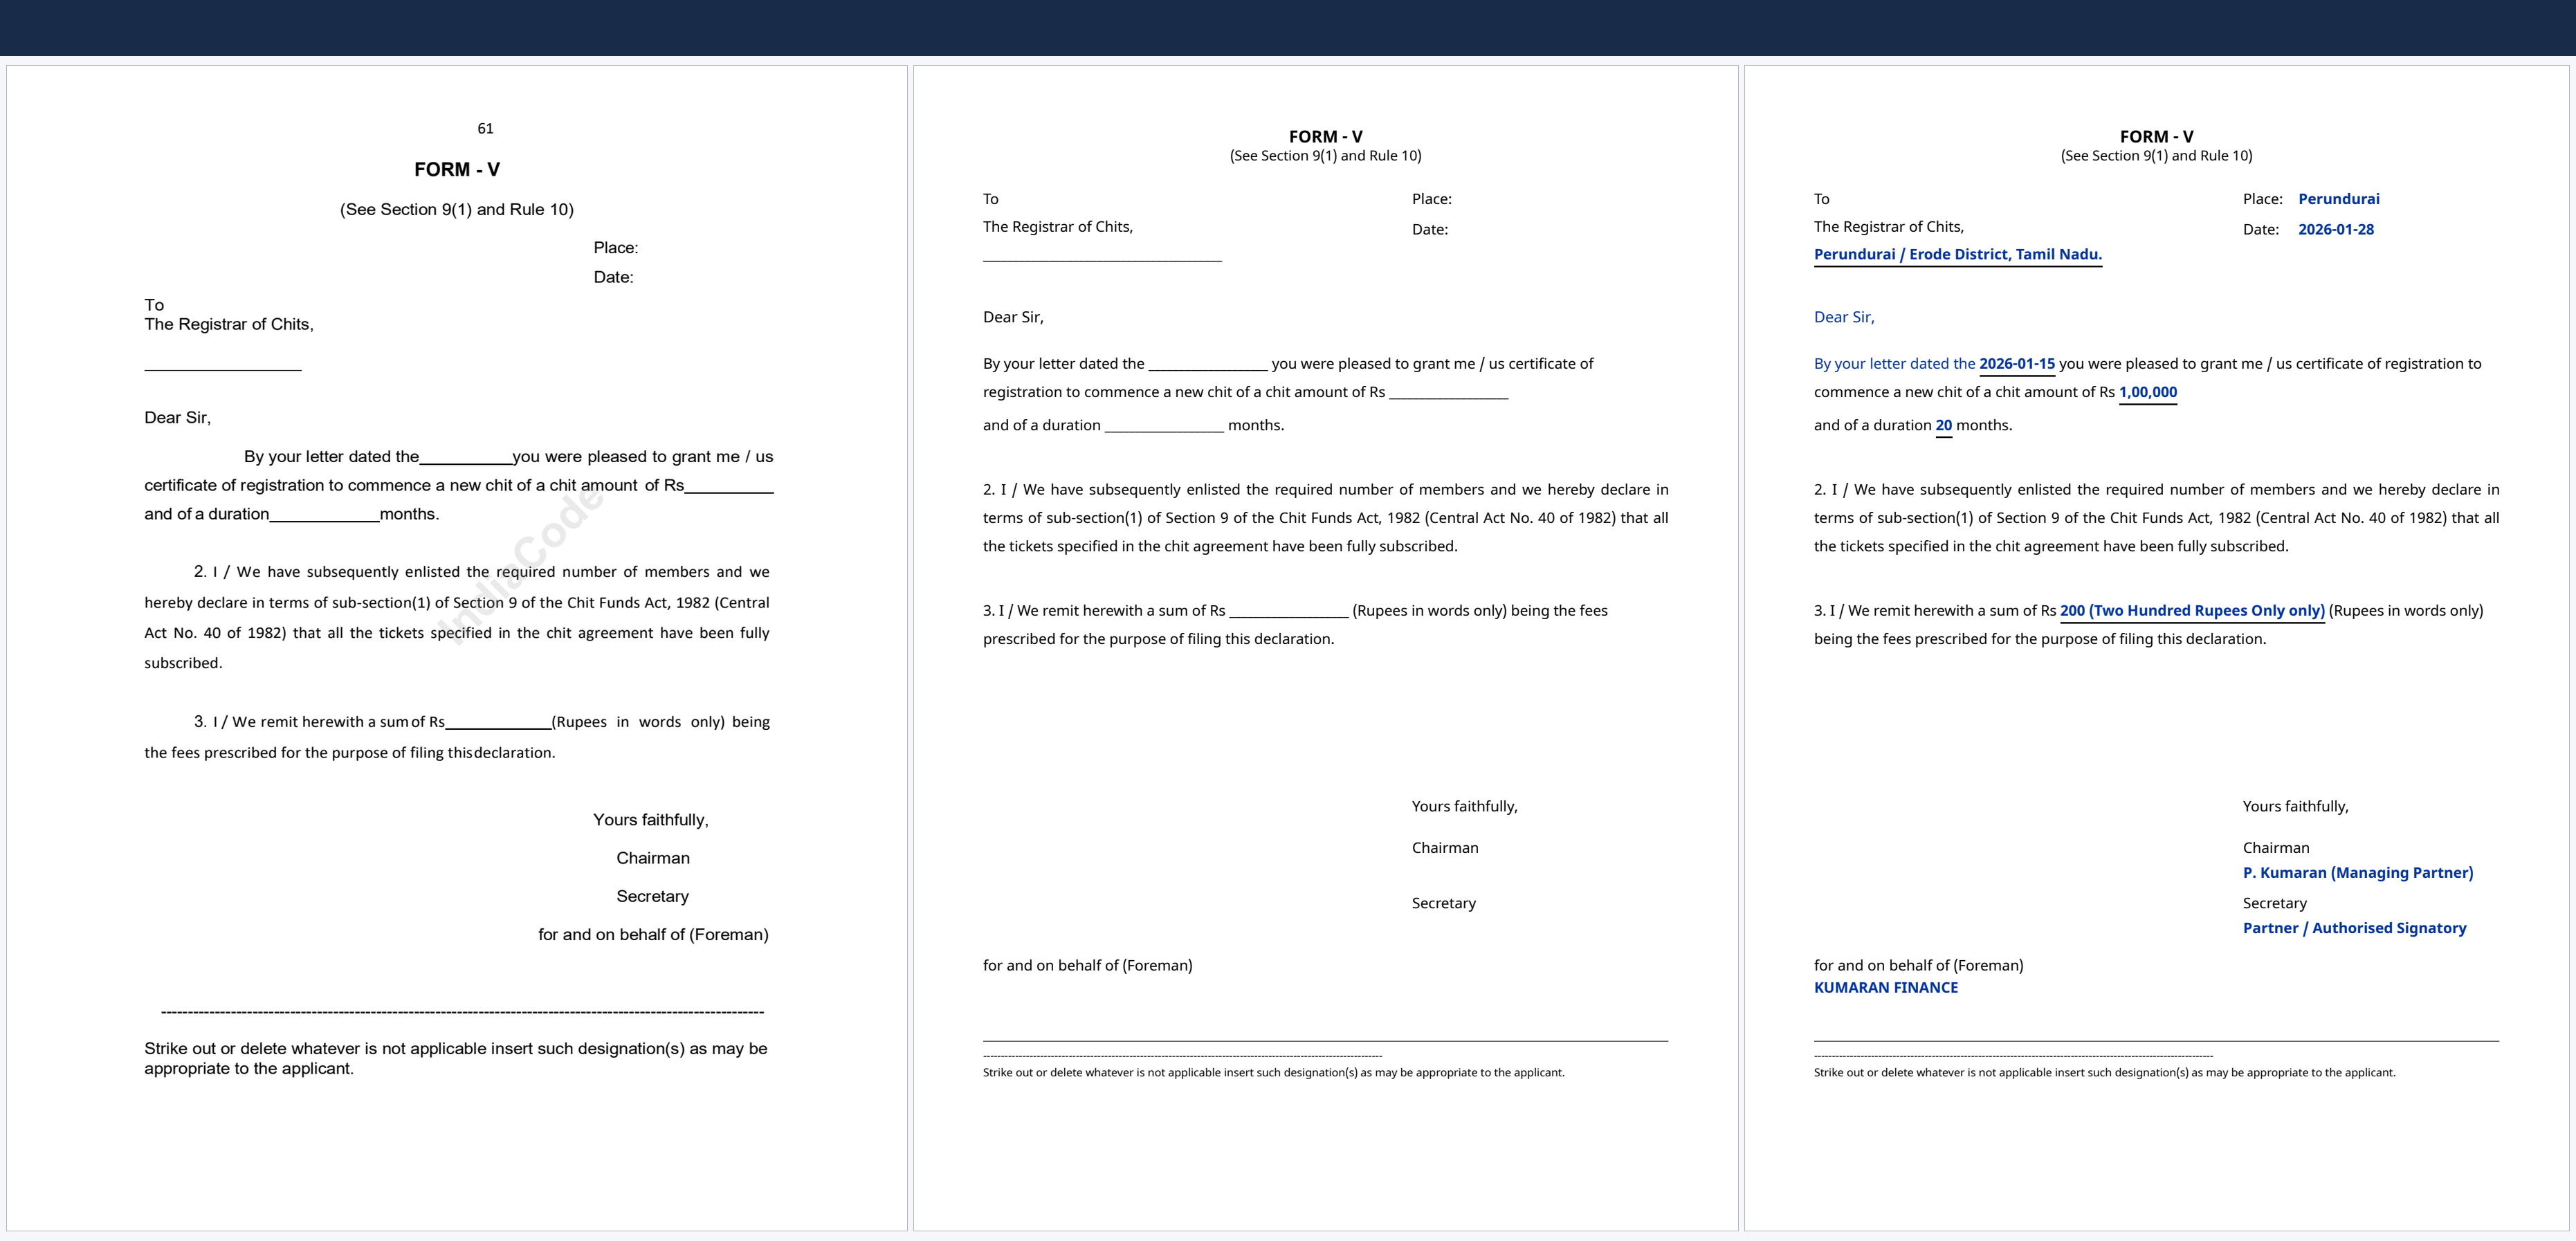 61
FORM - V
(See Section 9(1) and Rule 10)
Place:
Date:
To
The Registrar of Chits,
____________________
Dear Sir,
By your letter dated the___________you were pleased to grant me / us
certificate of registration to commence a new chit of a chit amount of Rs___________
and of a duration_____________months.
2. I / We have subsequently enlisted the required number of members and we
hereby declare in terms of sub-section(1) of Section 9 of the Chit Funds Act, 1982 (Central
Act No. 40 of 1982) that all the tickets specified in the chit agreement have been fully
subscribed.
3. I / We remit herewith a sum of Rs_____________(Rupees in words only) being
the fees prescribed for the purpose of filing this declaration.
Yours faithfully,
Chairman
Secretary
for and on behalf of (Foreman)
--------------------------------------------------------------------------------
Strike out or delete whatever is not applicable insert such designation(s) as may be
appropriate to the applicant.
IndiaCode
FORM - V
(See Section 9(1) and Rule 10)
To
Place:
The Registrar of Chits,
Date:
______________________________
Dear Sir,
By your letter dated the _______________ you were pleased to grant me / us certificate of
registration to commence a new chit of a chit amount of Rs _______________
and of a duration _______________ months.
2. I / We have subsequently enlisted the required number of members and we hereby declare in
terms of sub-section(1) of Section 9 of the Chit Funds Act, 1982 (Central Act No. 40 of 1982) that all
the tickets specified in the chit agreement have been fully subscribed.
3. I / We remit herewith a sum of Rs _______________ (Rupees in words only) being the fees
prescribed for the purpose of filing this declaration.
Yours faithfully,
Chairman
Secretary
for and on behalf of (Foreman)
--------------------------------------------------------------------------------
Strike out or delete whatever is not applicable insert such designation(s) as may be appropriate to the applicant.
FORM - V
(See Section 9(1) and Rule 10)
To
Place: Perundurai
The Registrar of Chits,
Date: 2026-01-28
Perundurai / Erode District, Tamil Nadu.
Dear Sir,
By your letter dated the 2026-01-15 you were pleased to grant me / us certificate of registration to
commence a new chit of a chit amount of Rs 1,00,000
and of a duration 20 months.
2. I / We have subsequently enlisted the required number of members and we hereby declare in
terms of sub-section(1) of Section 9 of the Chit Funds Act, 1982 (Central Act No. 40 of 1982) that all
the tickets specified in the chit agreement have been fully subscribed.
3. I / We remit herewith a sum of Rs 200 (Two Hundred Rupees Only only) (Rupees in words only)
being the fees prescribed for the purpose of filing this declaration.
Yours faithfully,
Chairman
P. Kumaran (Managing Partner)
Secretary
Partner / Authorised Signatory
for and on behalf of (Foreman)
KUMARAN FINANCE
--------------------------------------------------------------------------------
Strike out or delete whatever is not applicable insert such designation(s) as may be appropriate to the applicant.